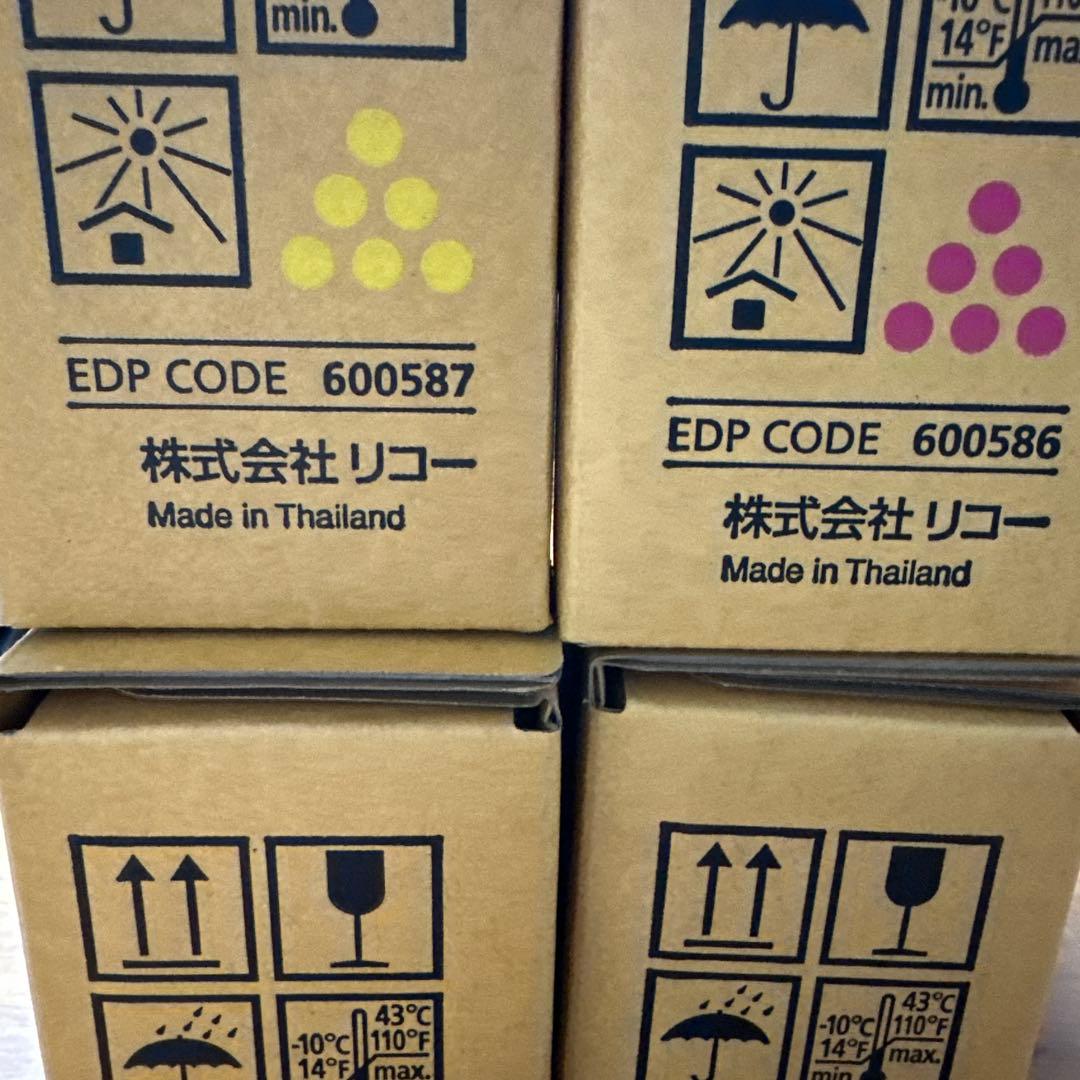 min.
EDP CODE 600587
株式会社 リコー
Made in Thailand
14°F
min.
EDP CODE 600586
株式会社 リコー
Made in Thailand
43°C
-10°C
110°F
14°F
max.
43°C
-10°C
110°F
14°F
max.